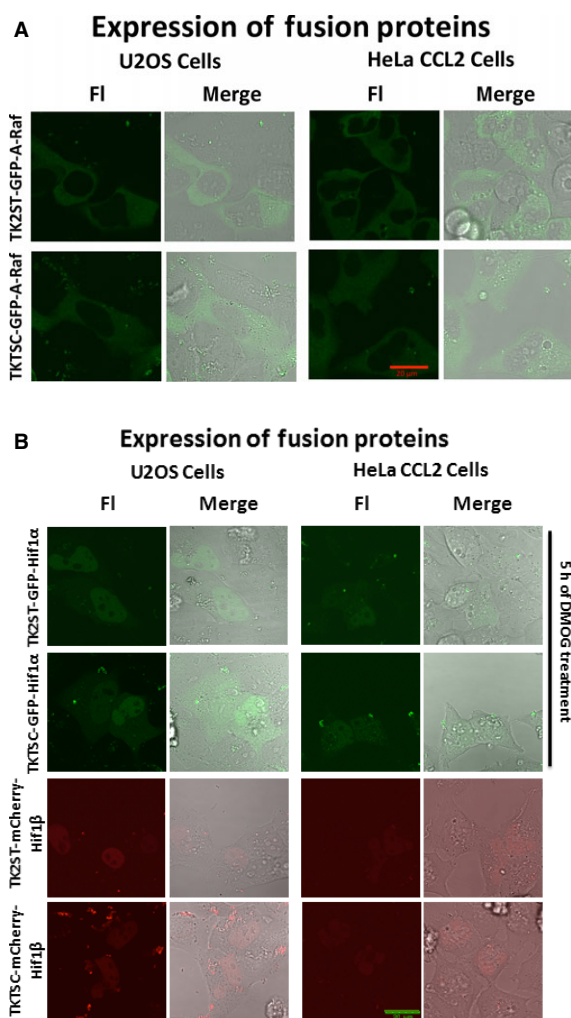 A
Expression of fusion proteins
U2OS Cells
HeLa CCL2 Cells
Fl
Merge
Fl
Merge
TK2ST-GFP-A-Raf
TKTSC-GFP-A-Raf
20 µm
B
Expression of fusion proteins
U2OS Cells
HeLa CCL2 Cells
Fl
Merge
Fl
Merge
TK2ST-GFP-Hif1α
TKTSC-GFP-Hif1α
5 h of DMOG treatment
TK2ST-mCherry-
Hif1β
TKTSC-mCherry-
Hif1β